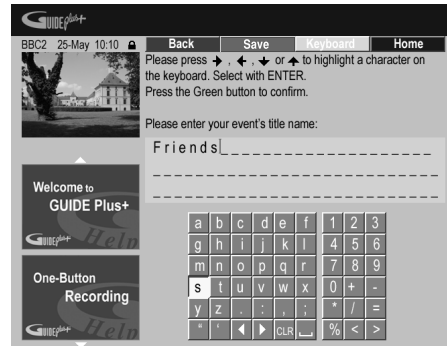 GUIDE Plus+
BBC2 25-May 10:10
Back Save Keyboard Home
Please press , , or to highlight a character on
the keyboard. Select with ENTER.
Press the Green button to confirm.
Please enter your event's title name:
Friends_ _ _ _ _ _ _ _ _ _ _ _ _ _ _ _ _ _
Welcome to
GUIDE Plus+
GUIDE Plus+ Help
One-Button
Recording
GUIDE Plus+ Help
a b c d e f 1 2 3
g h i j k l 4 5 6
m n o p q r 7 8 9
s t u v w x 0 + -
y z . : , ; * / =
" ' CLR % < >